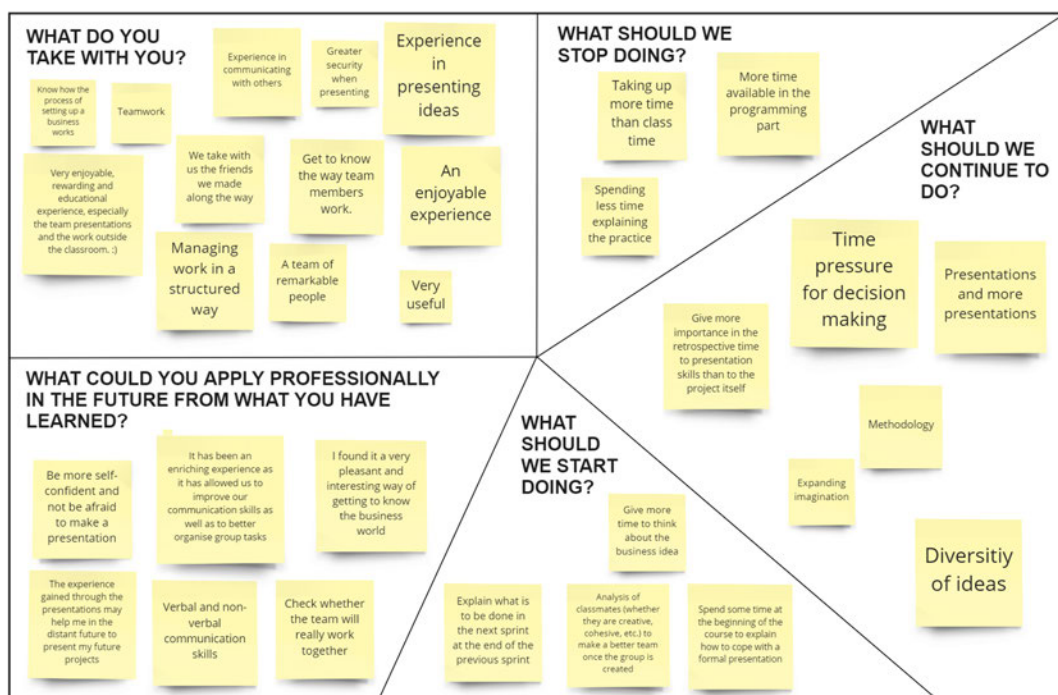 WHAT DO YOU
TAKE WITH YOU?
Know how the
process of
setting up a
business
works
Teamwork
Experience in
communicating
with others
Greater
security
when
presenting
Experience
in
presenting
ideas
Very enjoyable,
rewarding and
educational
experience, especially
the team presentations
and the work outside
the classroom. :)
We take with
us the friends
we made
along the way
Get to know
the way team
members
work.
An
enjoyable
experience
Managing
work in a
structured
way
A team of
remarkable
people
Very
useful
WHAT SHOULD WE
STOP DOING?
Taking up
more time
than class
time
More time
available in the
programming
part
Spending
less time
explaining
the practice
WHAT
SHOULD WE
CONTINUE TO
DO?
Time
pressure
for decision
making
Presentations
and more
presentations
Give more
importance in the
retrospective time
to presentation
skills than to the
project itself
Methodology
Expanding
imagination
Diversitiy
of ideas
WHAT COULD YOU APPLY PROFESSIONALLY
IN THE FUTURE FROM WHAT YOU HAVE
LEARNED?
Be more self-
confident and
not be afraid
to make a
presentation
It has been an
enriching experience as
it has allowed us to
improve our
communication skills as
well as to better
organise group tasks
I found it a very
pleasant and
interesting way of
getting to know
the business
world
The experience
gained through the
presentations may
help me in the
distant future to
present my future
projects
Verbal and non-
verbal
communication
skills
Check whether
the team will
really work
together
WHAT
SHOULD
WE START
DOING?
Give more
time to think
about the
business idea
Explain what is
to be done in
the next sprint
at the end of the
previous sprint
Analysis of
classmates (whether
they are creative,
cohesive, etc.) to
make a better team
once the group is
created
Spend some time at
the beginning of the
course to explain
how to cope with a
formal presentation